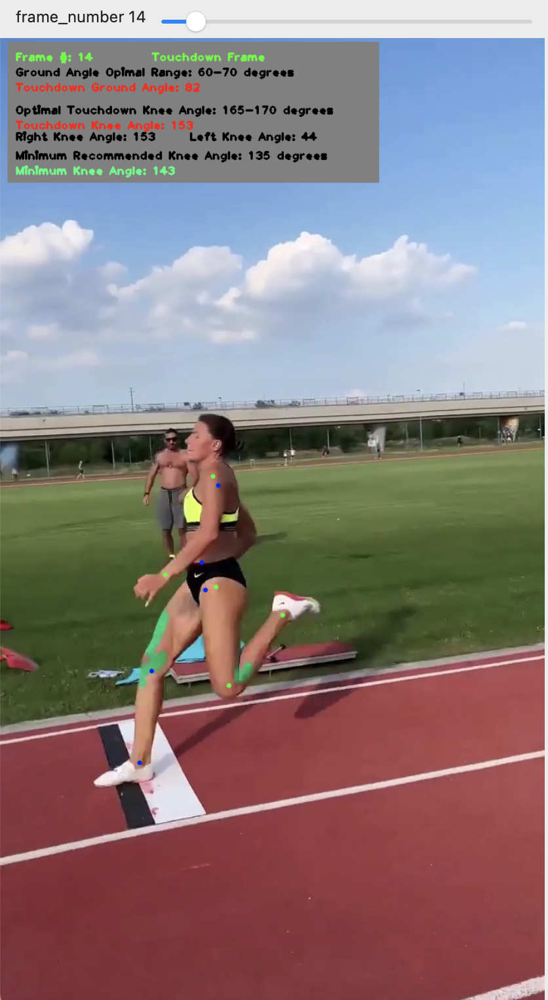 frame_number 14
Frame #: 14 Touchdown Frame
Ground Angle Opimal Range: 60-70 degrees
Touchdown Ground Angle: 82
Optimal Touchdown Knee Angle: 165-170 degrees
Touchdown Knee Angle: 153
Right Knee Angle: 153 Left Knee Angle: 44
Minimum Recommended Knee Angle: 135 degrees
Minimum Knee Angle: 143